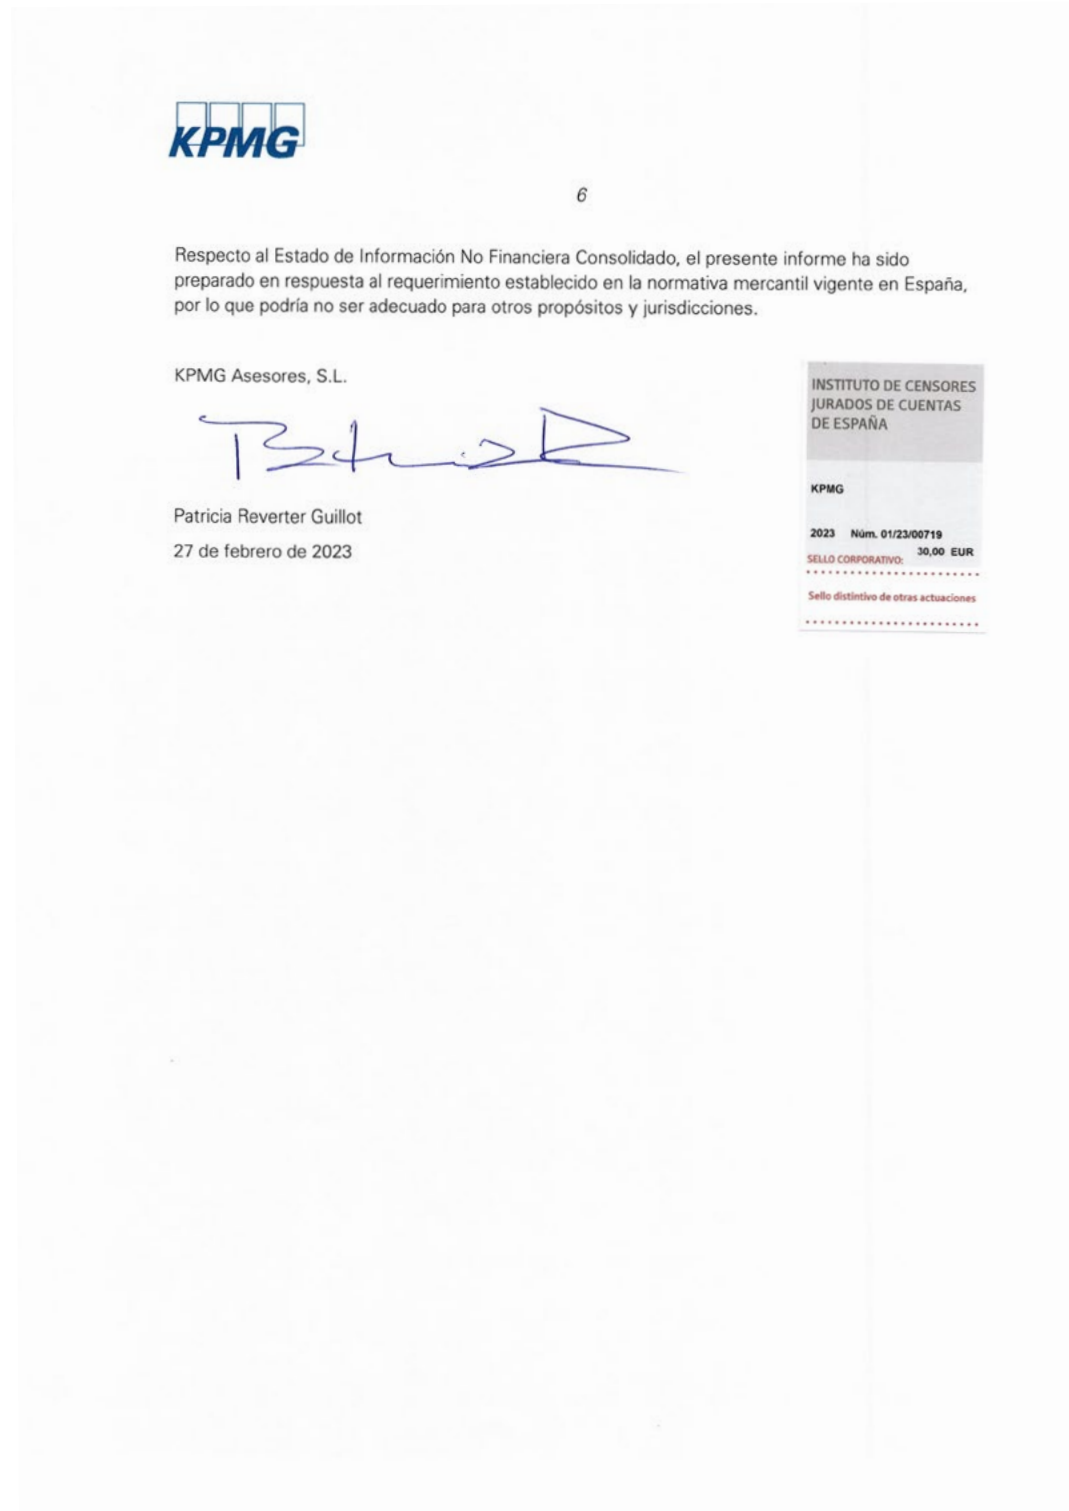 KPMG
6
Respecto al Estado de Información No Financiera Consolidado, el presente informe ha sido
preparado en respuesta al requerimiento establecido en la normativa mercantil vigente en España,
por lo que podría no ser adecuado para otros propósitos y jurisdicciones.
KPMG Asesores, S.L.
Patricia Reverter Guillot
27 de febrero de 2023
INSTITUTO DE CENSORES
JURADOS DE CUENTAS
DE ESPAÑA
KPMG
2023 Núm. 01/23/00719
30,00 EUR
SELLO CORPORATIVO:
Sello distintivo de otras actuaciones